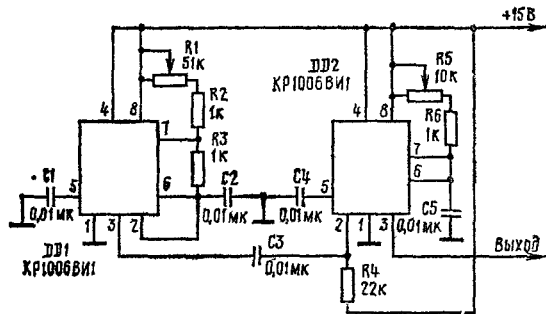 +15В
R1
51к
R5
10к
DD2
КР1006ВИ1
R2
1к
R6
1к
4
8
4
8
7
R3
1к
7
6
C1
5
6
C2
C4
5
C5
0,01мк
1
3
2
0,01мк
0,01мк
2
1
3
0,01мк
DD1
КР1006ВИ1
C3
0,01мк
R4
22к
Выход